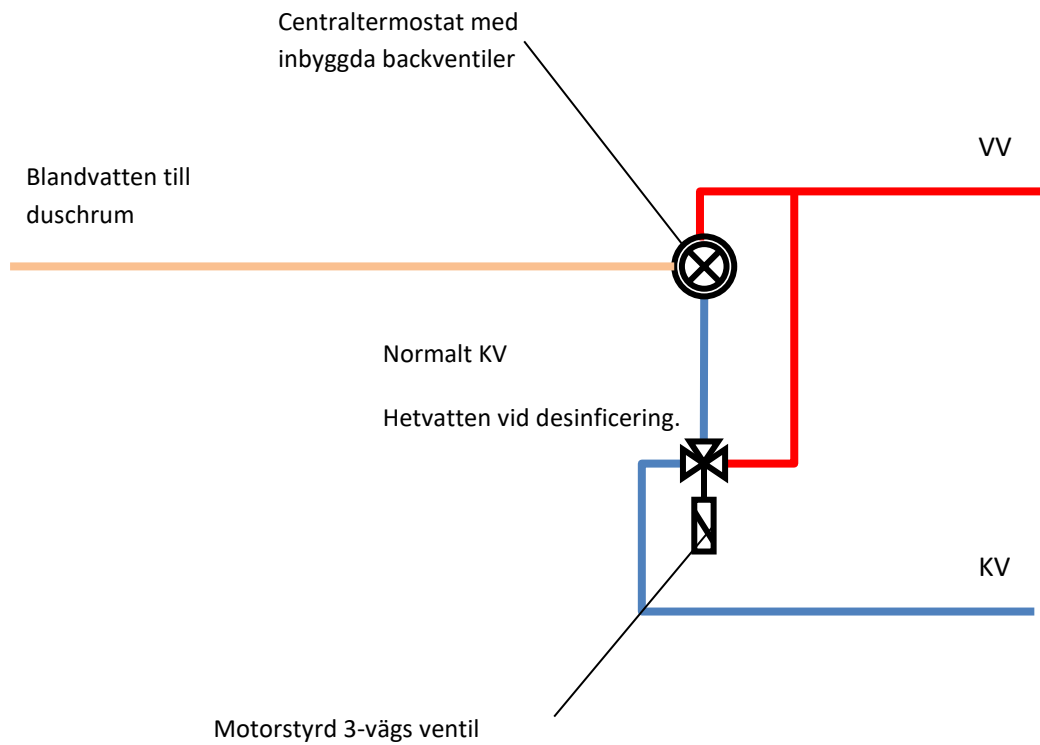 Centraltermostat med
inbyggda backventiler
VV
Blandvatten till
duschrum
Normalt KV
Hetvatten vid desinficering.
KV
Motorstyrd 3-vägs ventil